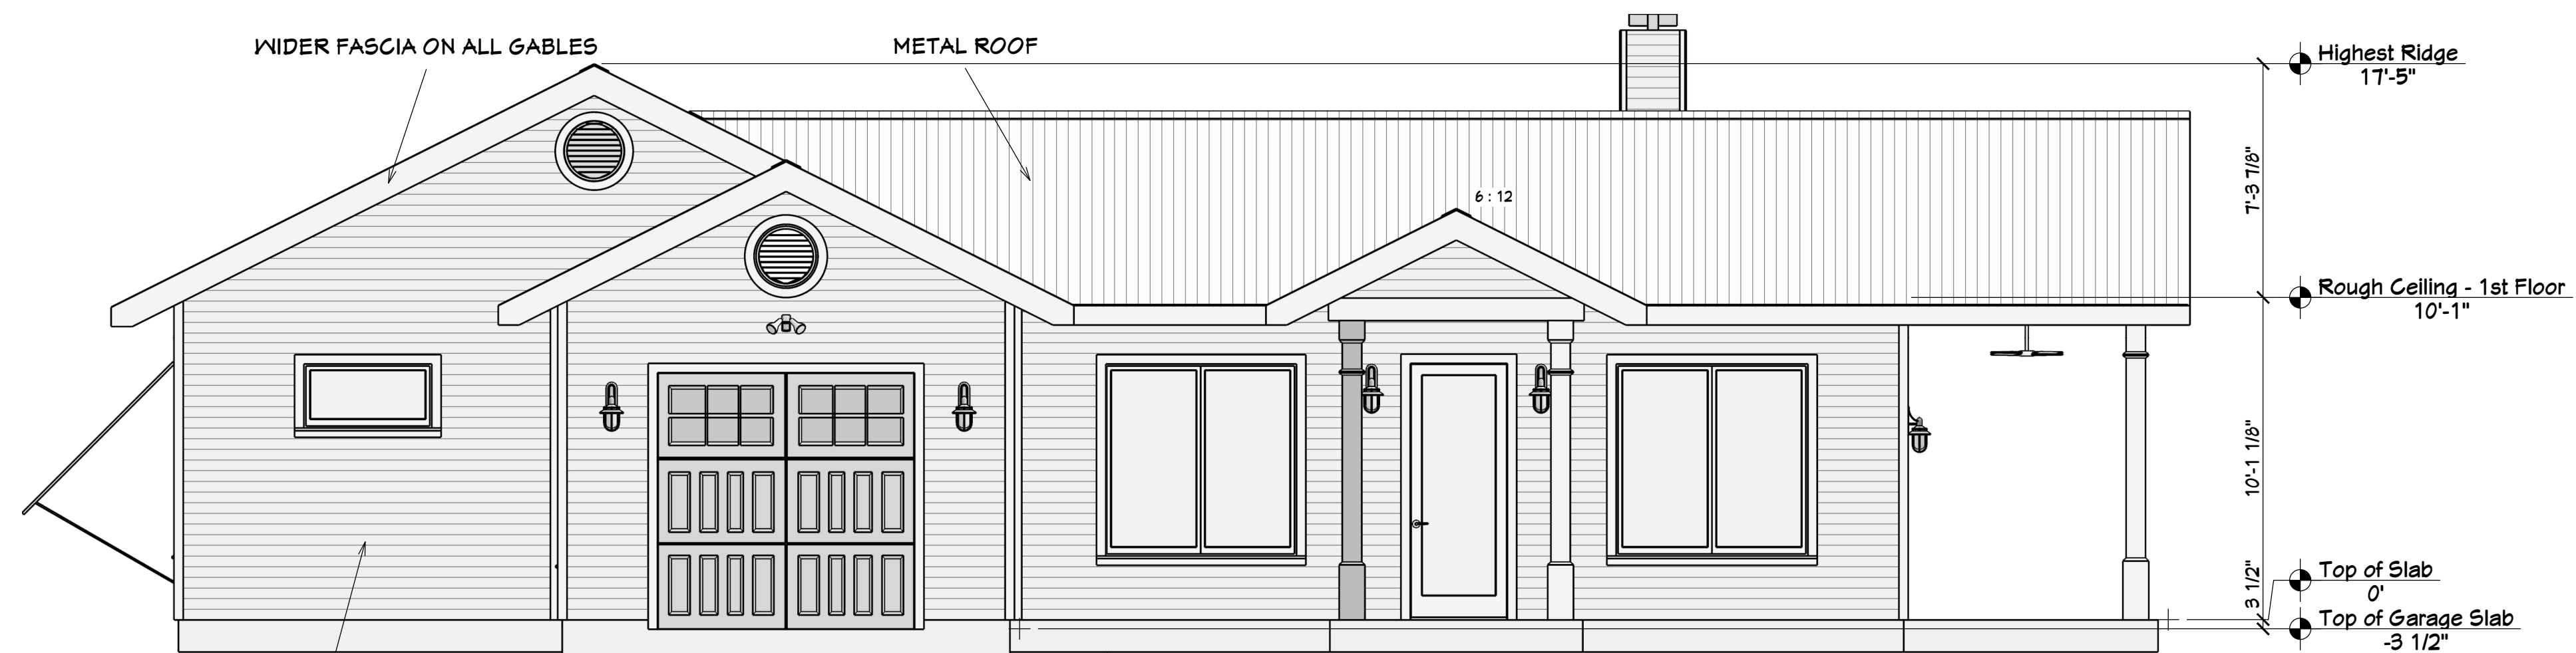 WIDER FASCIA ON ALL GABLES
METAL ROOF
6 : 12
Highest Ridge
17'-5"
7'-3 7/8"
Rough Ceiling - 1st Floor
10'-1"
10'-1 1/8"
Top of Slab
0'
3 1/2"
Top of Garage Slab
-3 1/2"